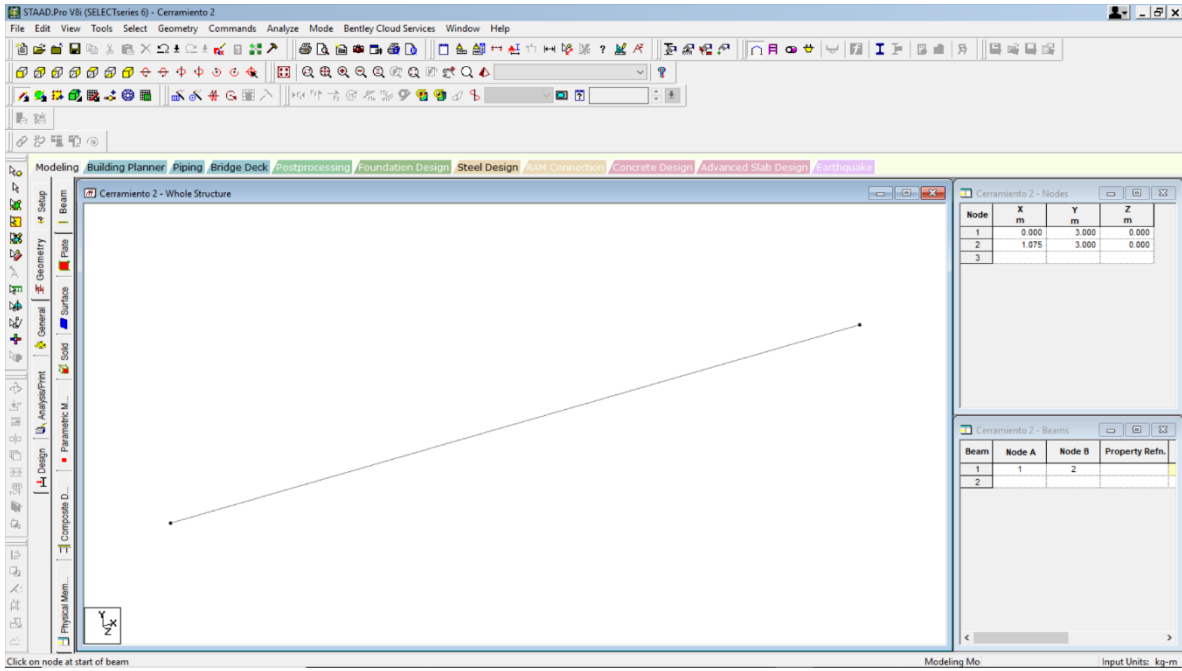 STAAD.Pro V8i (SELECTseries 6) - Cerramiento 2
File Edit View Tools Select Geometry Commands Analyze Mode Bentley Cloud Services Window Help
Modeling Building Planner Piping Bridge Deck Postprocessing Foundation Design Steel Design RAM Connection Concrete Design Advanced Slab Design Earthquake
Setup
Geometry
General
Analysis/Print
Design
Beam
Plate
Surface
Solid
Parametric M...
Composite D...
Physical Mem...
Cerramiento 2 - Whole Structure
Y
X
Z
Cerramiento 2 - Nodes
Node X Y Z
m m m
1 0.000 3.000 0.000
2 1.075 3.000 0.000
3
Cerramiento 2 - Beams
Beam Node A Node B Property Refn.
1 1 2
2
Click on node at start of beam Modeling Mo Input Units: kg-m